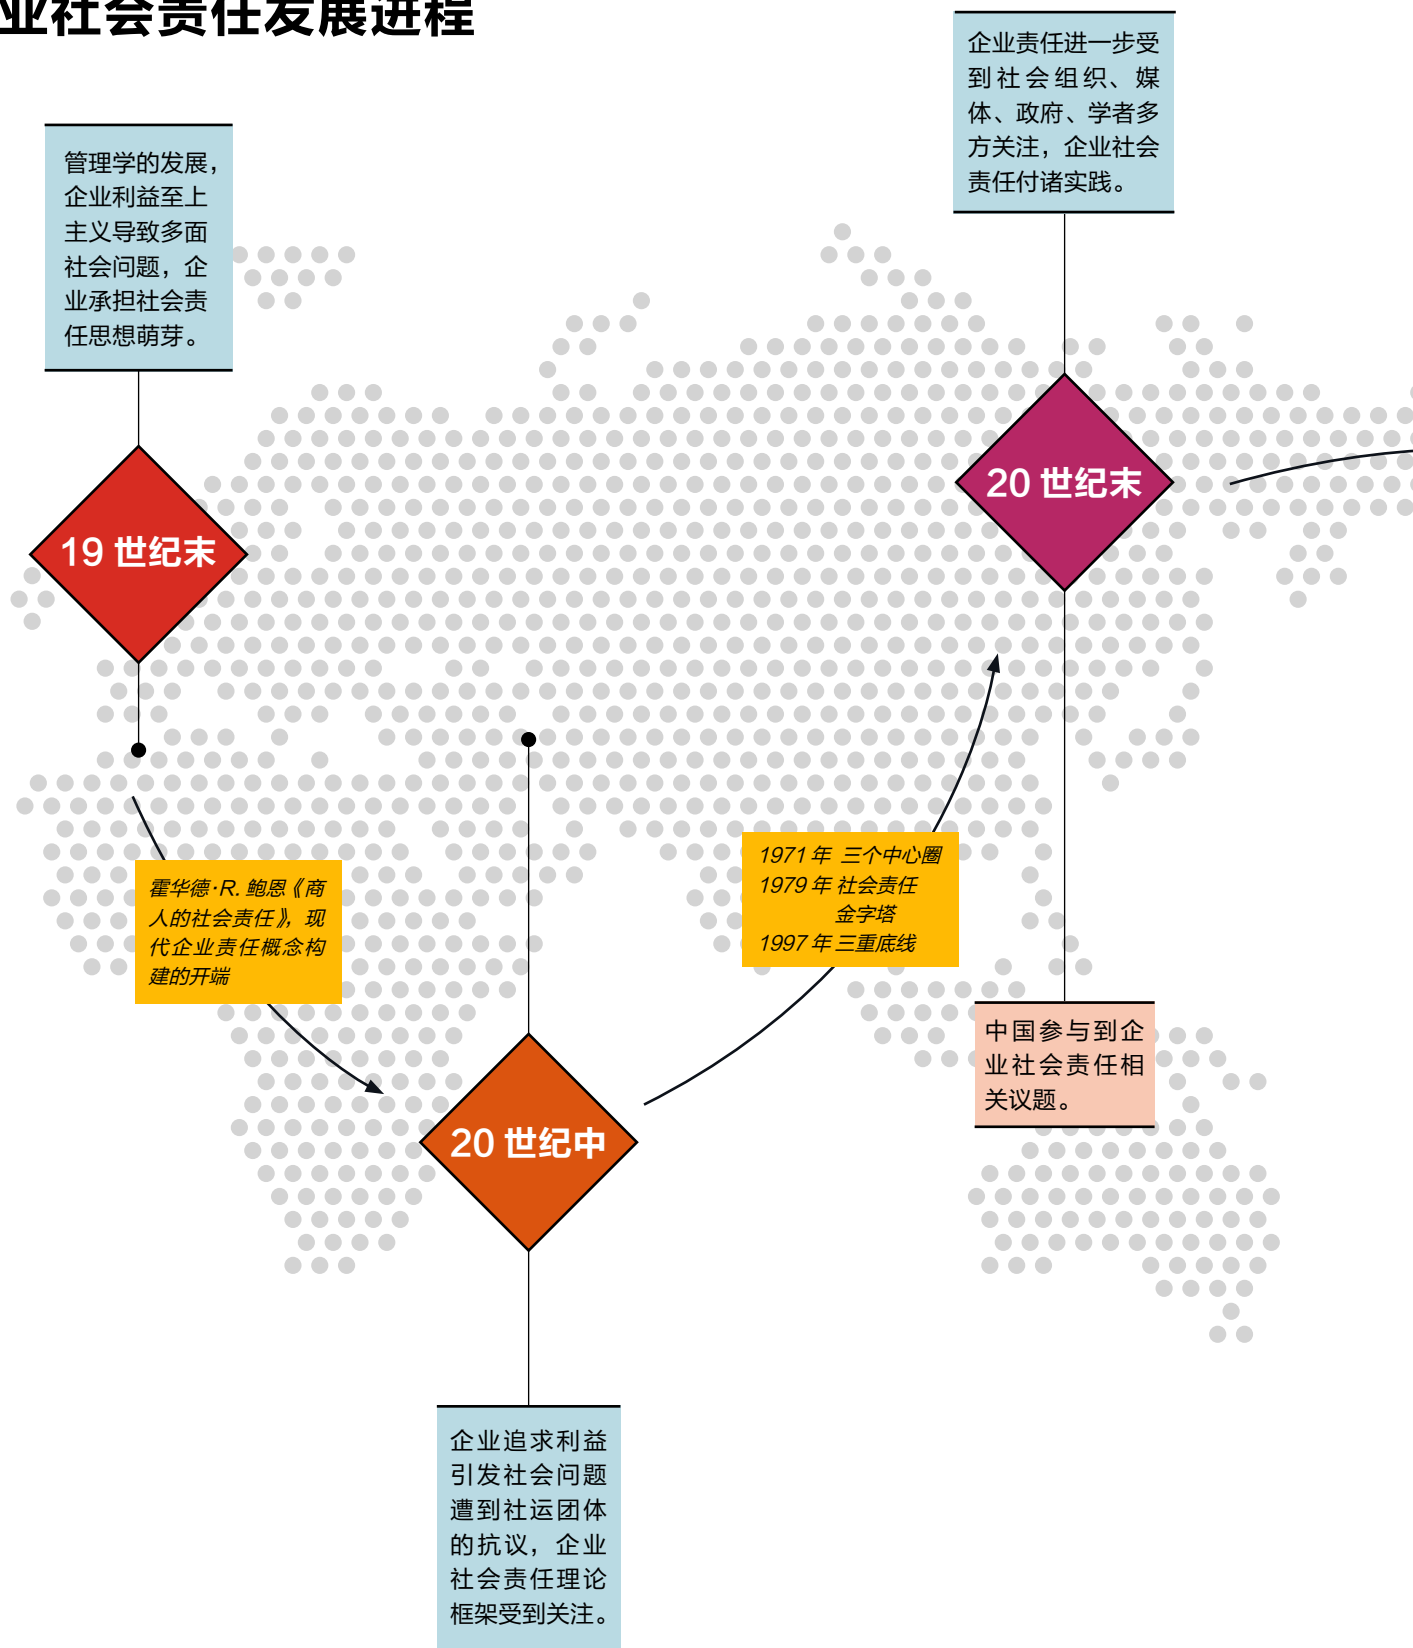 业社会责任发展进程
管理学的发展，
企业利益至上
主义导致多面
社会问题，企
业承担社会责
任思想萌芽。
19 世纪末
霍华德·R. 鲍恩《商
人的社会责任》，现
代企业责任概念构
建的开端
20 世纪中
企业追求利益
引发社会问题
遭到社运团体
的抗议，企业
社会责任理论
框架受到关注。
1971 年 三个中心圈
1979 年 社会责任
金字塔
1997 年 三重底线
企业责任进一步受
到社会组织、媒
体、政府、学者多
方关注，企业社会
责任付诸实践。
20 世纪末
中国参与到企
业社会责任相
关议题。